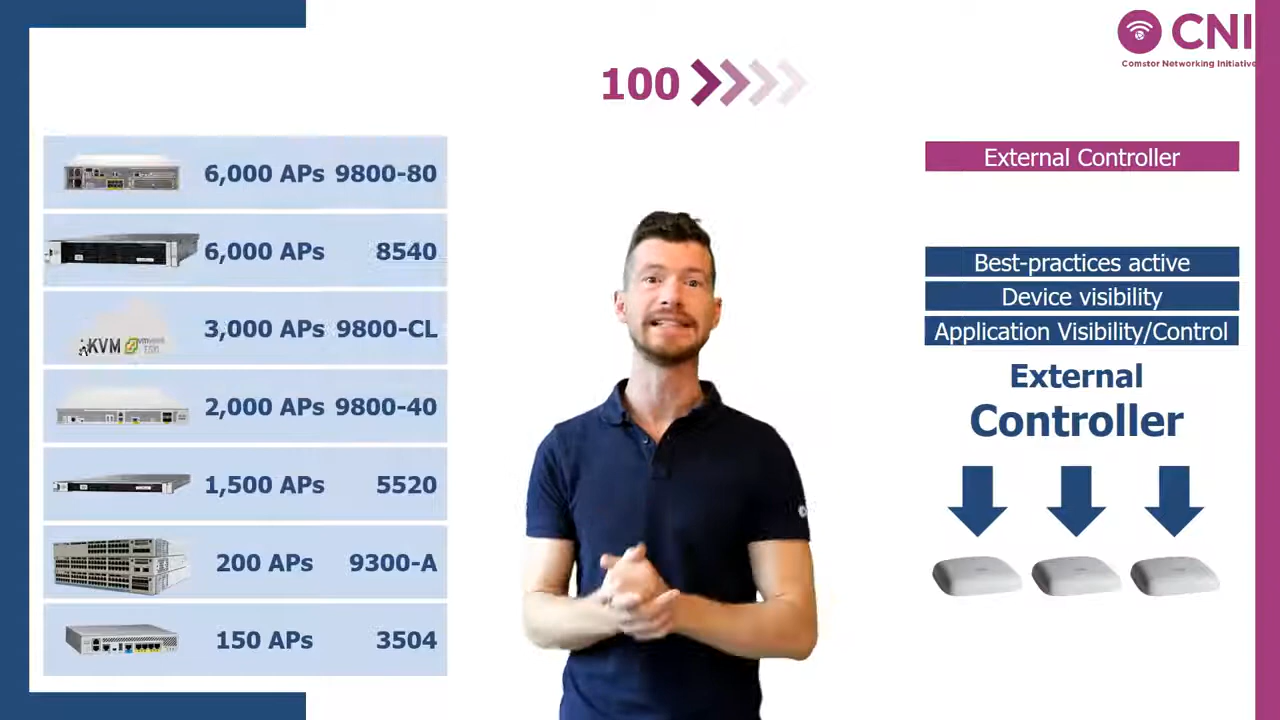 CNI
Comstor Networking Initiative
100
External Controller
6,000 APs 9800-80
6,000 APs 8540
KVM vmware ESXi
3,000 APs 9800-CL
2,000 APs 9800-40
1,500 APs 5520
200 APs 9300-A
150 APs 3504
Best-practices active
Device visibility
Application Visibility/Control
External
Controller